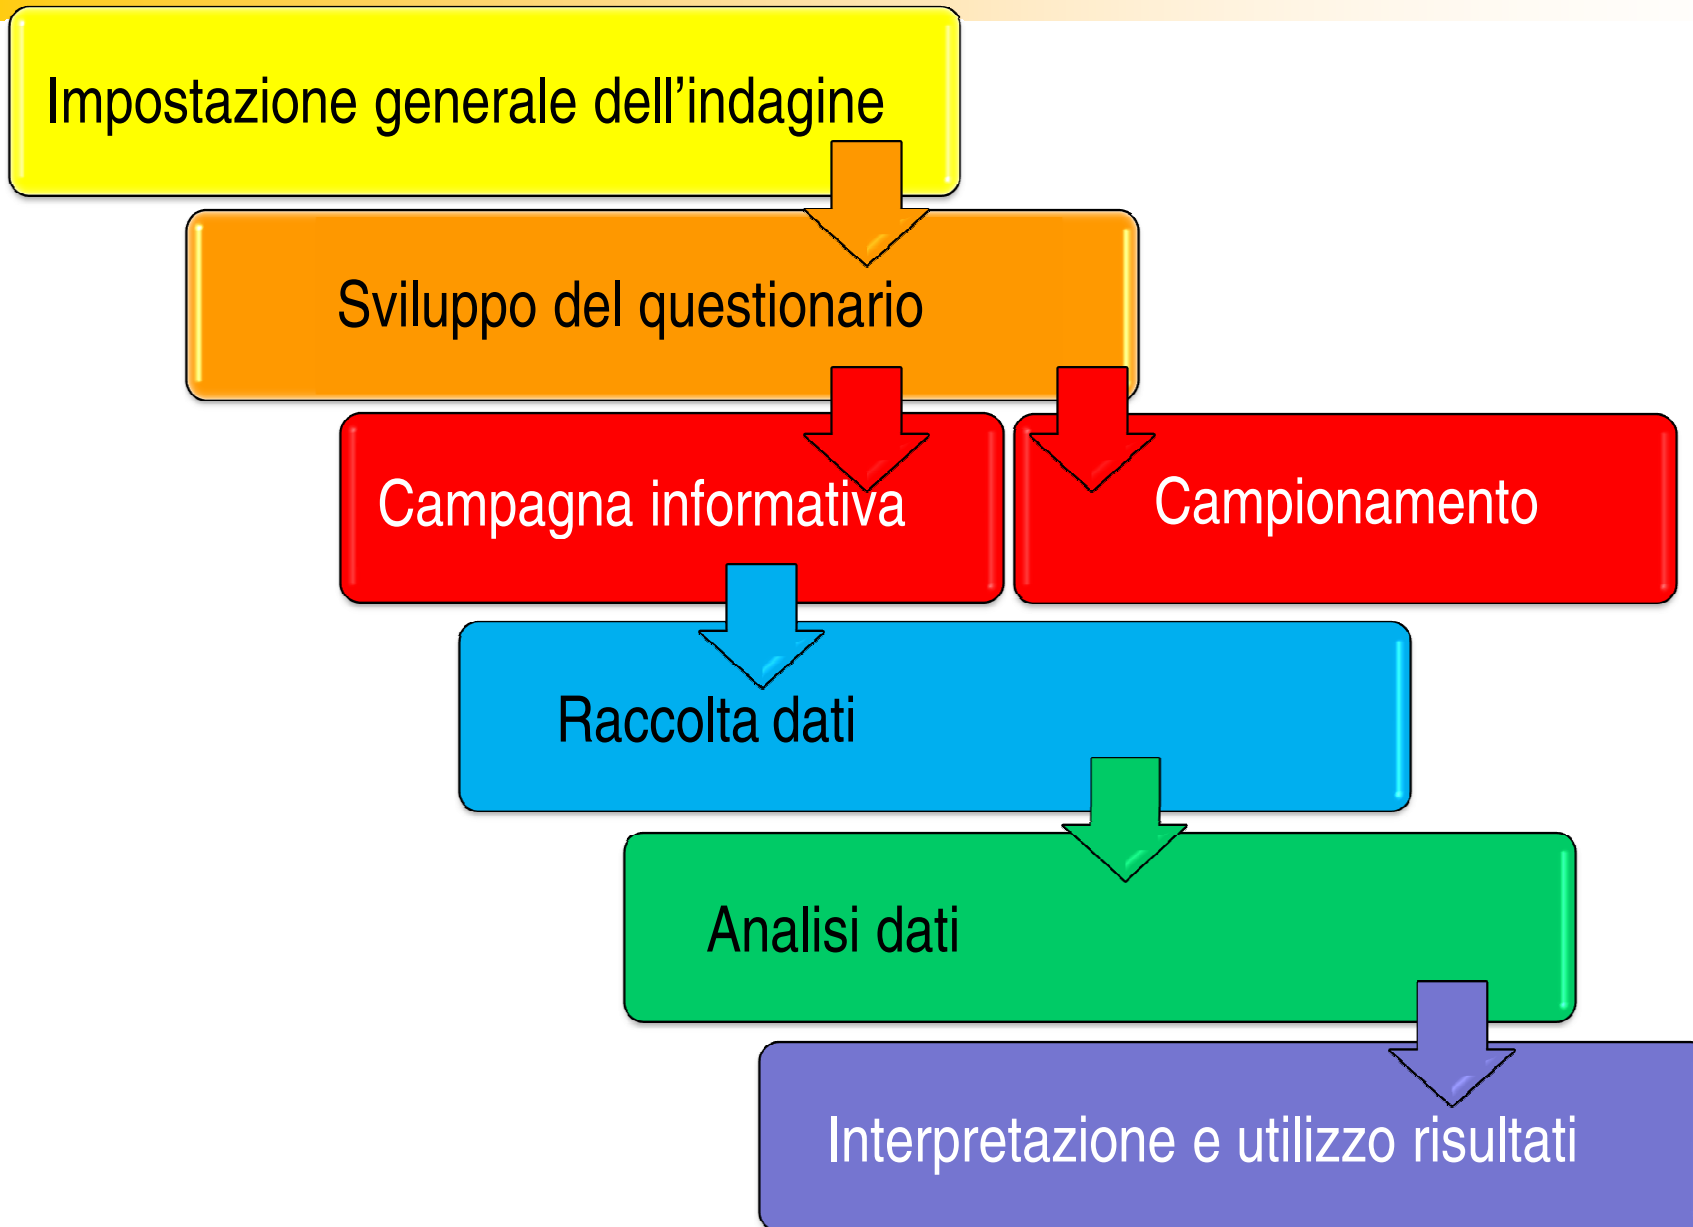 Impostazione generale dell’indagine
Sviluppo del questionario
Campagna informativa
Campionamento
Raccolta dati
Analisi dati
Interpretazione e utilizzo risultati